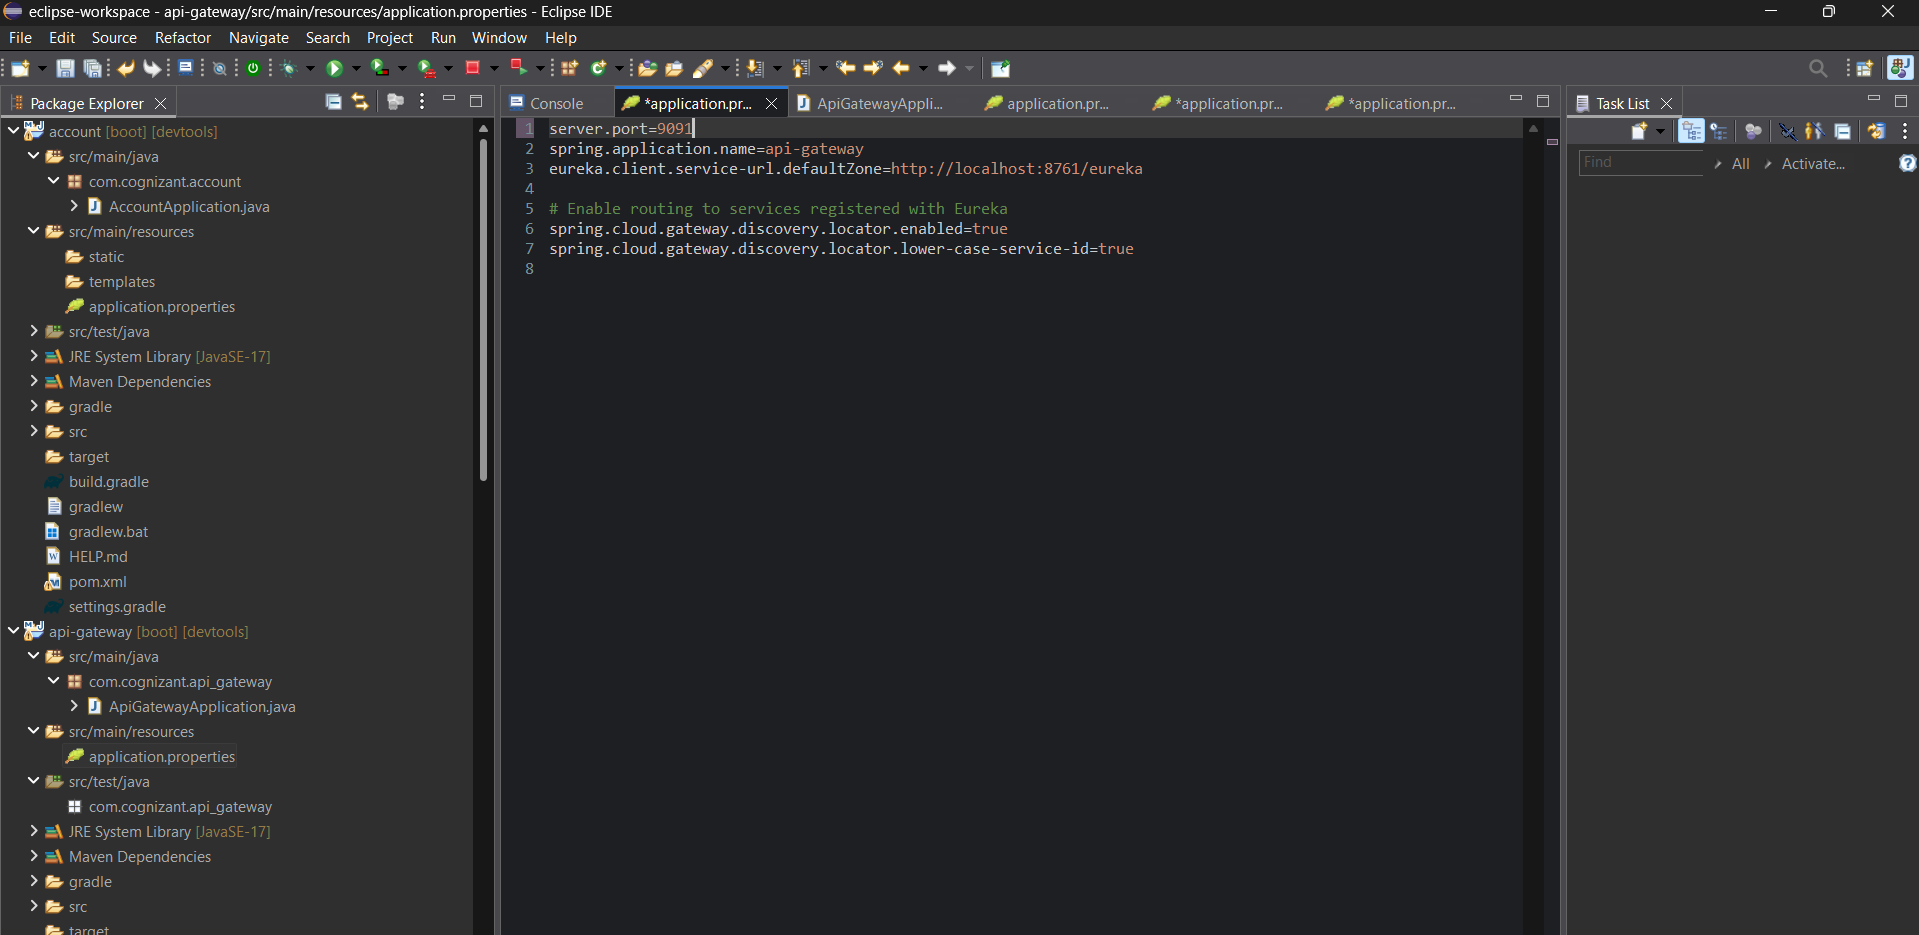 eclipse-workspace - api-gateway/src/main/resources/application.properties - Eclipse IDE
File Edit Source Refactor Navigate Search Project Run Window Help
Package Explorer
account [boot] [devtools]
src/main/java
com.cognizant.account
AccountApplication.java
src/main/resources
static
templates
application.properties
src/test/java
JRE System Library [JavaSE-17]
Maven Dependencies
gradle
src
target
build.gradle
gradlew
gradlew.bat
HELP.md
pom.xml
settings.gradle
api-gateway [boot] [devtools]
src/main/java
com.cognizant.api_gateway
ApiGatewayApplication.java
src/main/resources
application.properties
src/test/java
com.cognizant.api_gateway
JRE System Library [JavaSE-17]
Maven Dependencies
gradle
src
target
Console *application.pr... ApiGatewayAppli... application.pr... *application.pr... *application.pr...
1 server.port=9091
2 spring.application.name=api-gateway
3 eureka.client.service-url.defaultZone=http://localhost:8761/eureka
4
5 # Enable routing to services registered with Eureka
6 spring.cloud.gateway.discovery.locator.enabled=true
7 spring.cloud.gateway.discovery.locator.lower-case-service-id=true
8
Task List
Find All Activate...